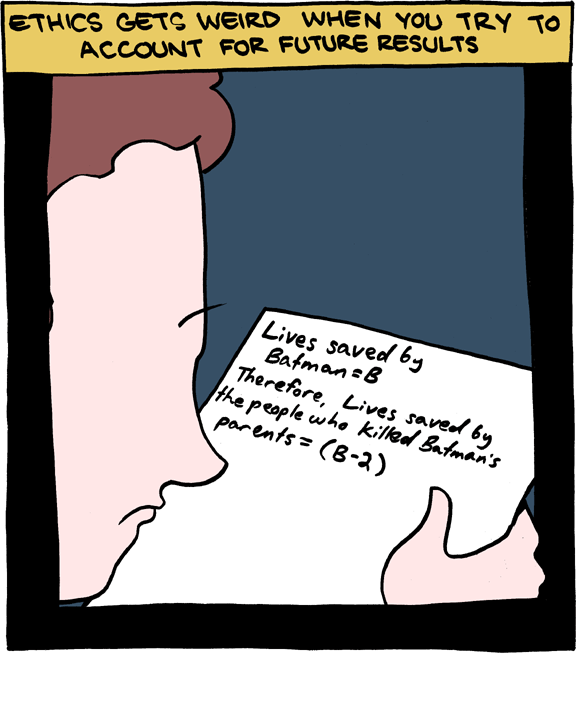 ETHICS GETS WEIRD WHEN YOU TRY TO
ACCOUNT FOR FUTURE RESULTS
Lives saved by
Batman = B
Therefore, Lives saved by
the people who killed Batman's
parents = (B-2)